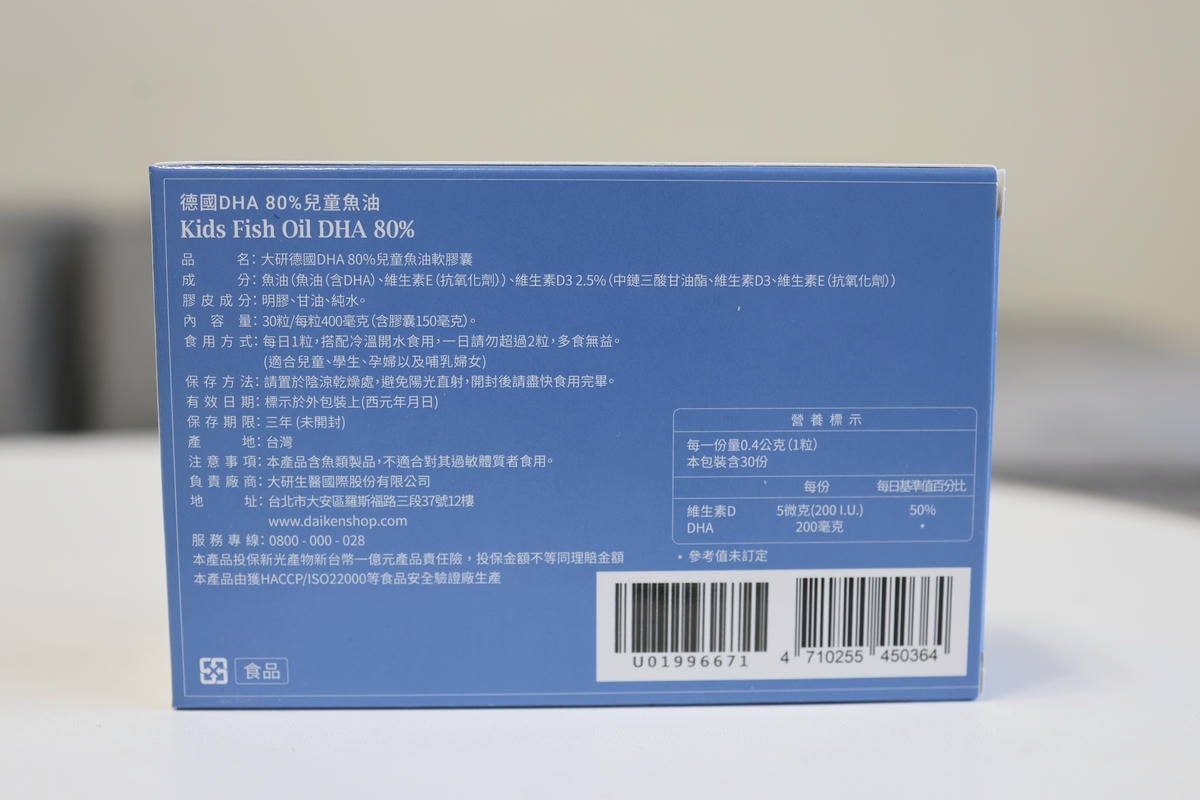 德國DHA 80%兒童魚油
Kids Fish Oil DHA 80%
品名：大研德國DHA 80%兒童魚油軟膠囊
成分：魚油（魚油（含DHA）、維生素E（抗氧化劑））、維生素D3 2.5%（中鏈三酸甘油酯、維生素D3、維生素E（抗氧化劑））
膠皮成分：明膠、甘油、純水。
內容量：30粒/每粒400毫克（含膠囊150毫克）。
食用方式：每日1粒，搭配冷溫開水食用，一日請勿超過2粒，多食無益。
(適合兒童、學生、孕婦以及哺乳婦女)
保存方法：請置於陰涼乾燥處，避免陽光直射，開封後請盡快食用完畢。
有效日期：標示於外包裝上(西元年月日)
保存期限：三年 (未開封)
產地：台灣
注意事項：本產品含魚類製品，不適合對其過敏體質者食用。
負責廠商：大研生醫國際股份有限公司
地址：台北市大安區羅斯福路三段37號12樓
www.daikenshop.com
服務專線：0800 - 000 - 028
本產品投保新光產物新台幣一億元產品責任險，投保金額不等同理賠金額
本產品由獲HACCP/ISO22000等食品安全驗證廠生產
食品
營養標示
每一份量0.4公克（1粒）
本包裝含30份
每份 每日基準值百分比
維生素D 5微克(200 I.U.) 50%
DHA 200毫克 *
* 參考值未訂定
U01996671
4 710255 450364